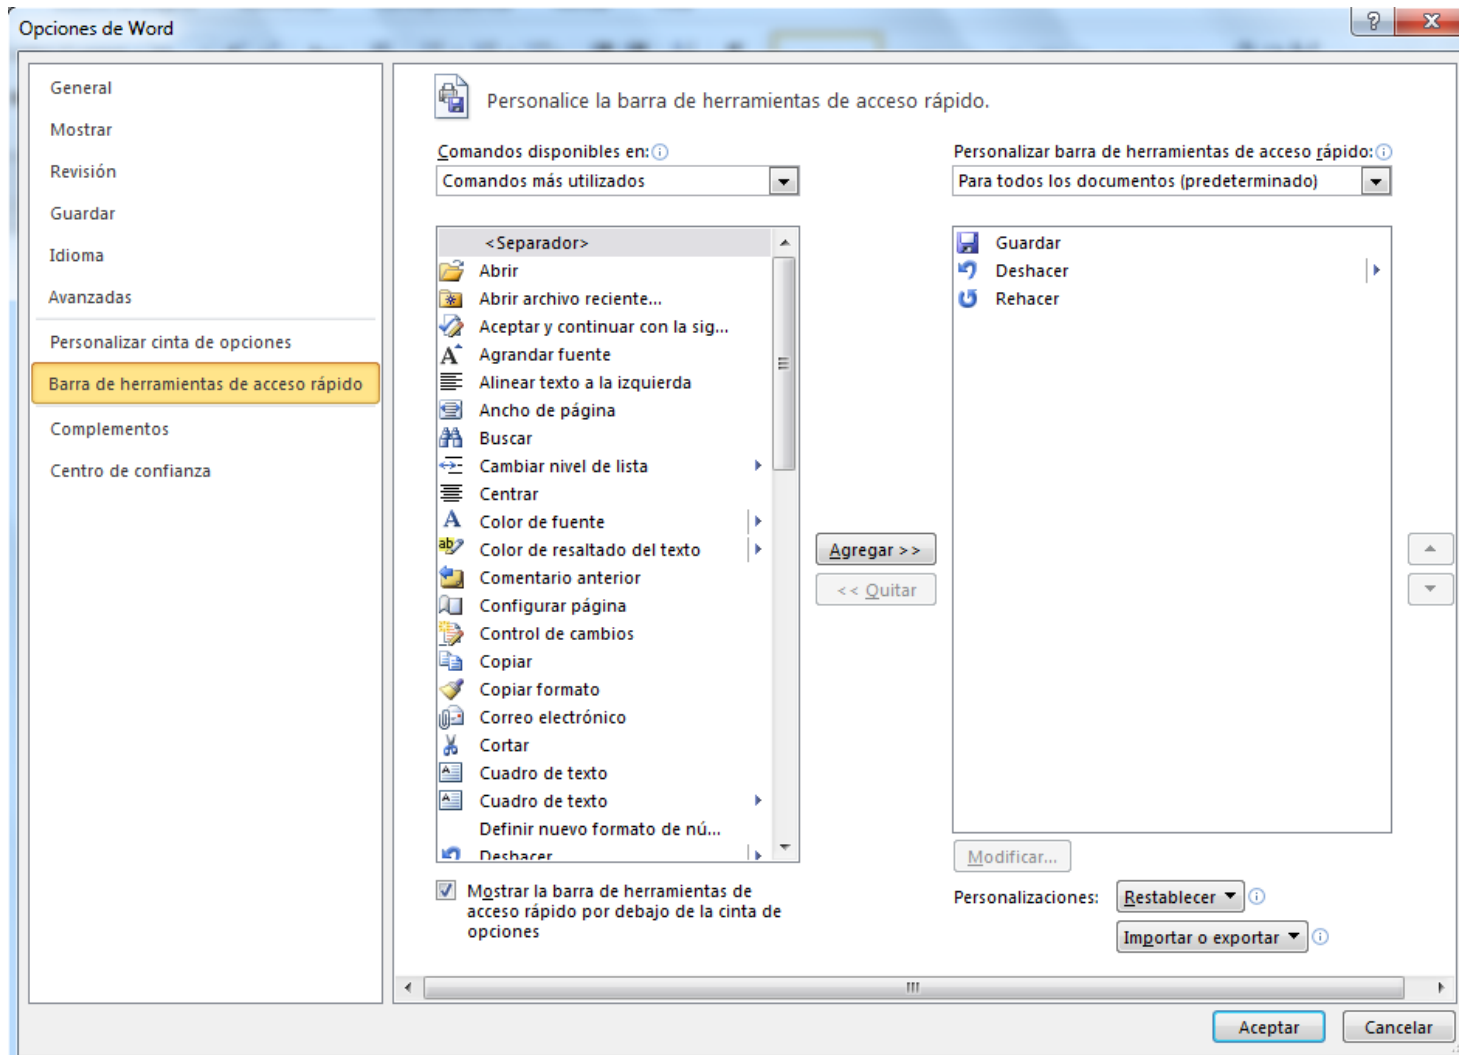 Opciones de Word
General
Mostrar
Revisión
Guardar
Idioma
Avanzadas
Personalizar cinta de opciones
Barra de herramientas de acceso rápido
Complementos
Centro de confianza
Personalice la barra de herramientas de acceso rápido.
Comandos disponibles en:
Comandos más utilizados
<Separador>
Abrir
Abrir archivo reciente...
Aceptar y continuar con la sig...
Agrandar fuente
Alinear texto a la izquierda
Ancho de página
Buscar
Cambiar nivel de lista
Centrar
Color de fuente
Color de resaltado del texto
Comentario anterior
Configurar página
Control de cambios
Copiar
Copiar formato
Correo electrónico
Cortar
Cuadro de texto
Cuadro de texto
Definir nuevo formato de nú...
Deshacer
Mostrar la barra de herramientas de
acceso rápido por debajo de la cinta de
opciones
Agregar >>
<< Quitar
Personalizar barra de herramientas de acceso rápido:
Para todos los documentos (predeterminado)
Guardar
Deshacer
Rehacer
Modificar...
Personalizaciones:
Restablecer
Importar o exportar
Aceptar
Cancelar